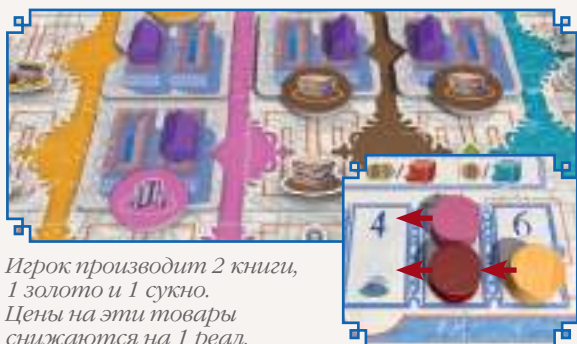 4
6
Игрок производит 2 книги,
1 золото и 1 сукно.
Цены на эти товары
снижаются на 1 реал.